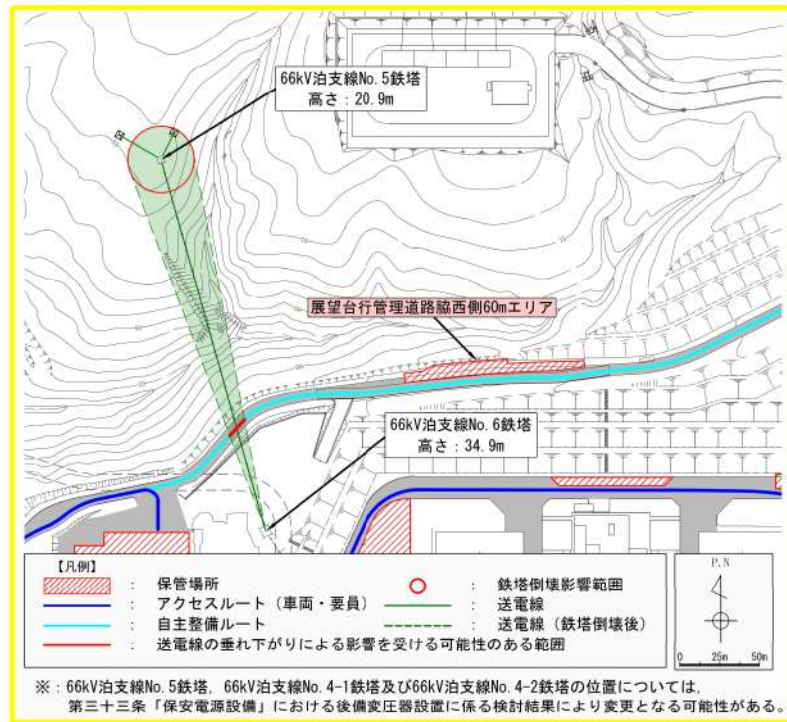 66kV泊支線No.5鉄塔
高さ：20.9m
展望台行管理道路脇西側60mエリア
66kV泊支線No.6鉄塔
高さ：34.9m
【凡例】
： 保管場所
： アクセスルート（車両・要員）
： 自主整備ルート
： 送電線の垂れ下がりによる影響を受ける可能性のある範囲
： 鉄塔倒壊影響範囲
： 送電線
： 送電線（鉄塔倒壊後）
P.N
0 25m 50m
※：66kV泊支線No.5鉄塔，66kV泊支線No.4-1鉄塔及び66kV泊支線No.4-2鉄塔の位置については，
第三十三条「保安電源設備」における後備変圧器設置に係る検討結果により変更となる可能性がある。